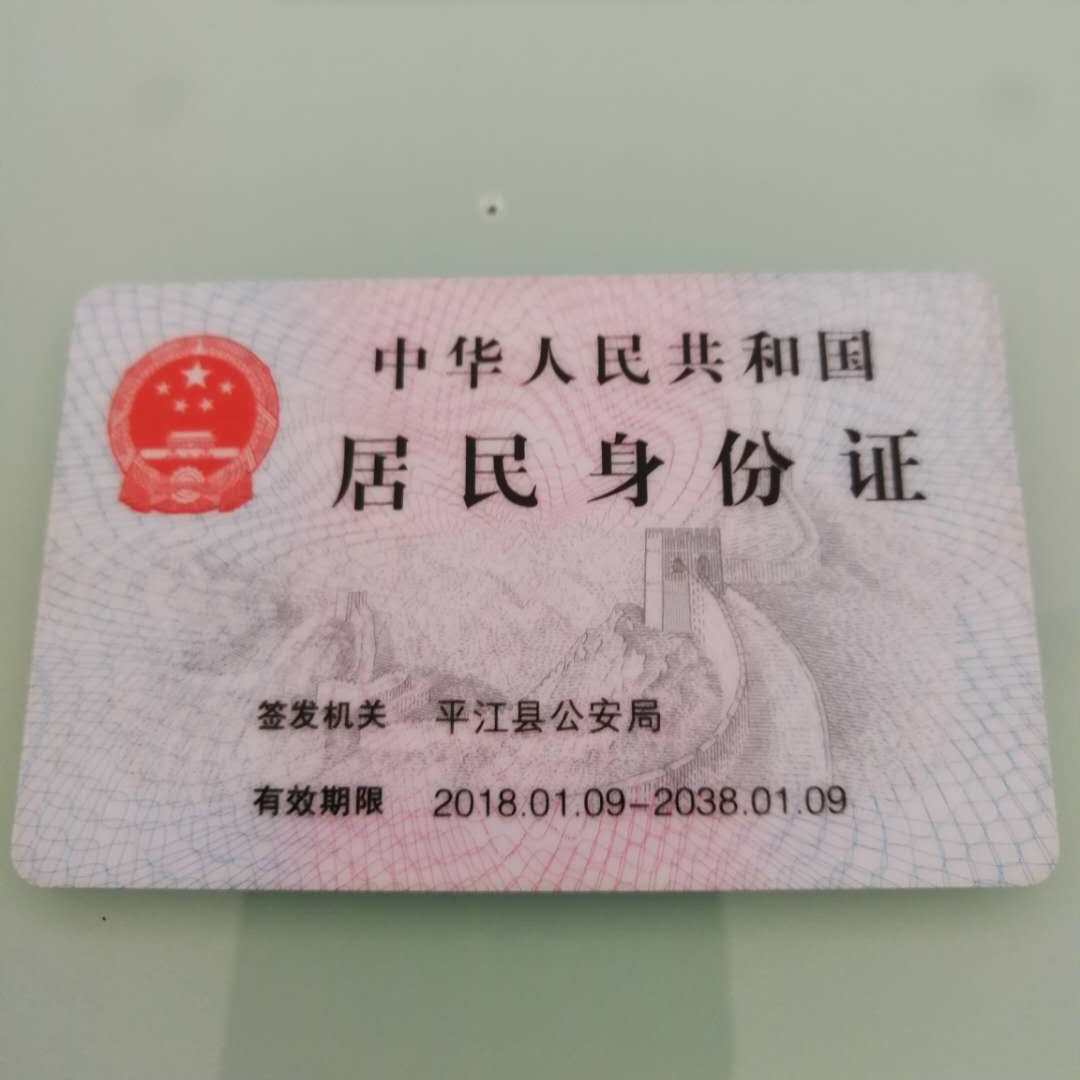 中华人民共和国
居民身份证
签发机关 平江县公安局
有效期限 2018.01.09-2038.01.09